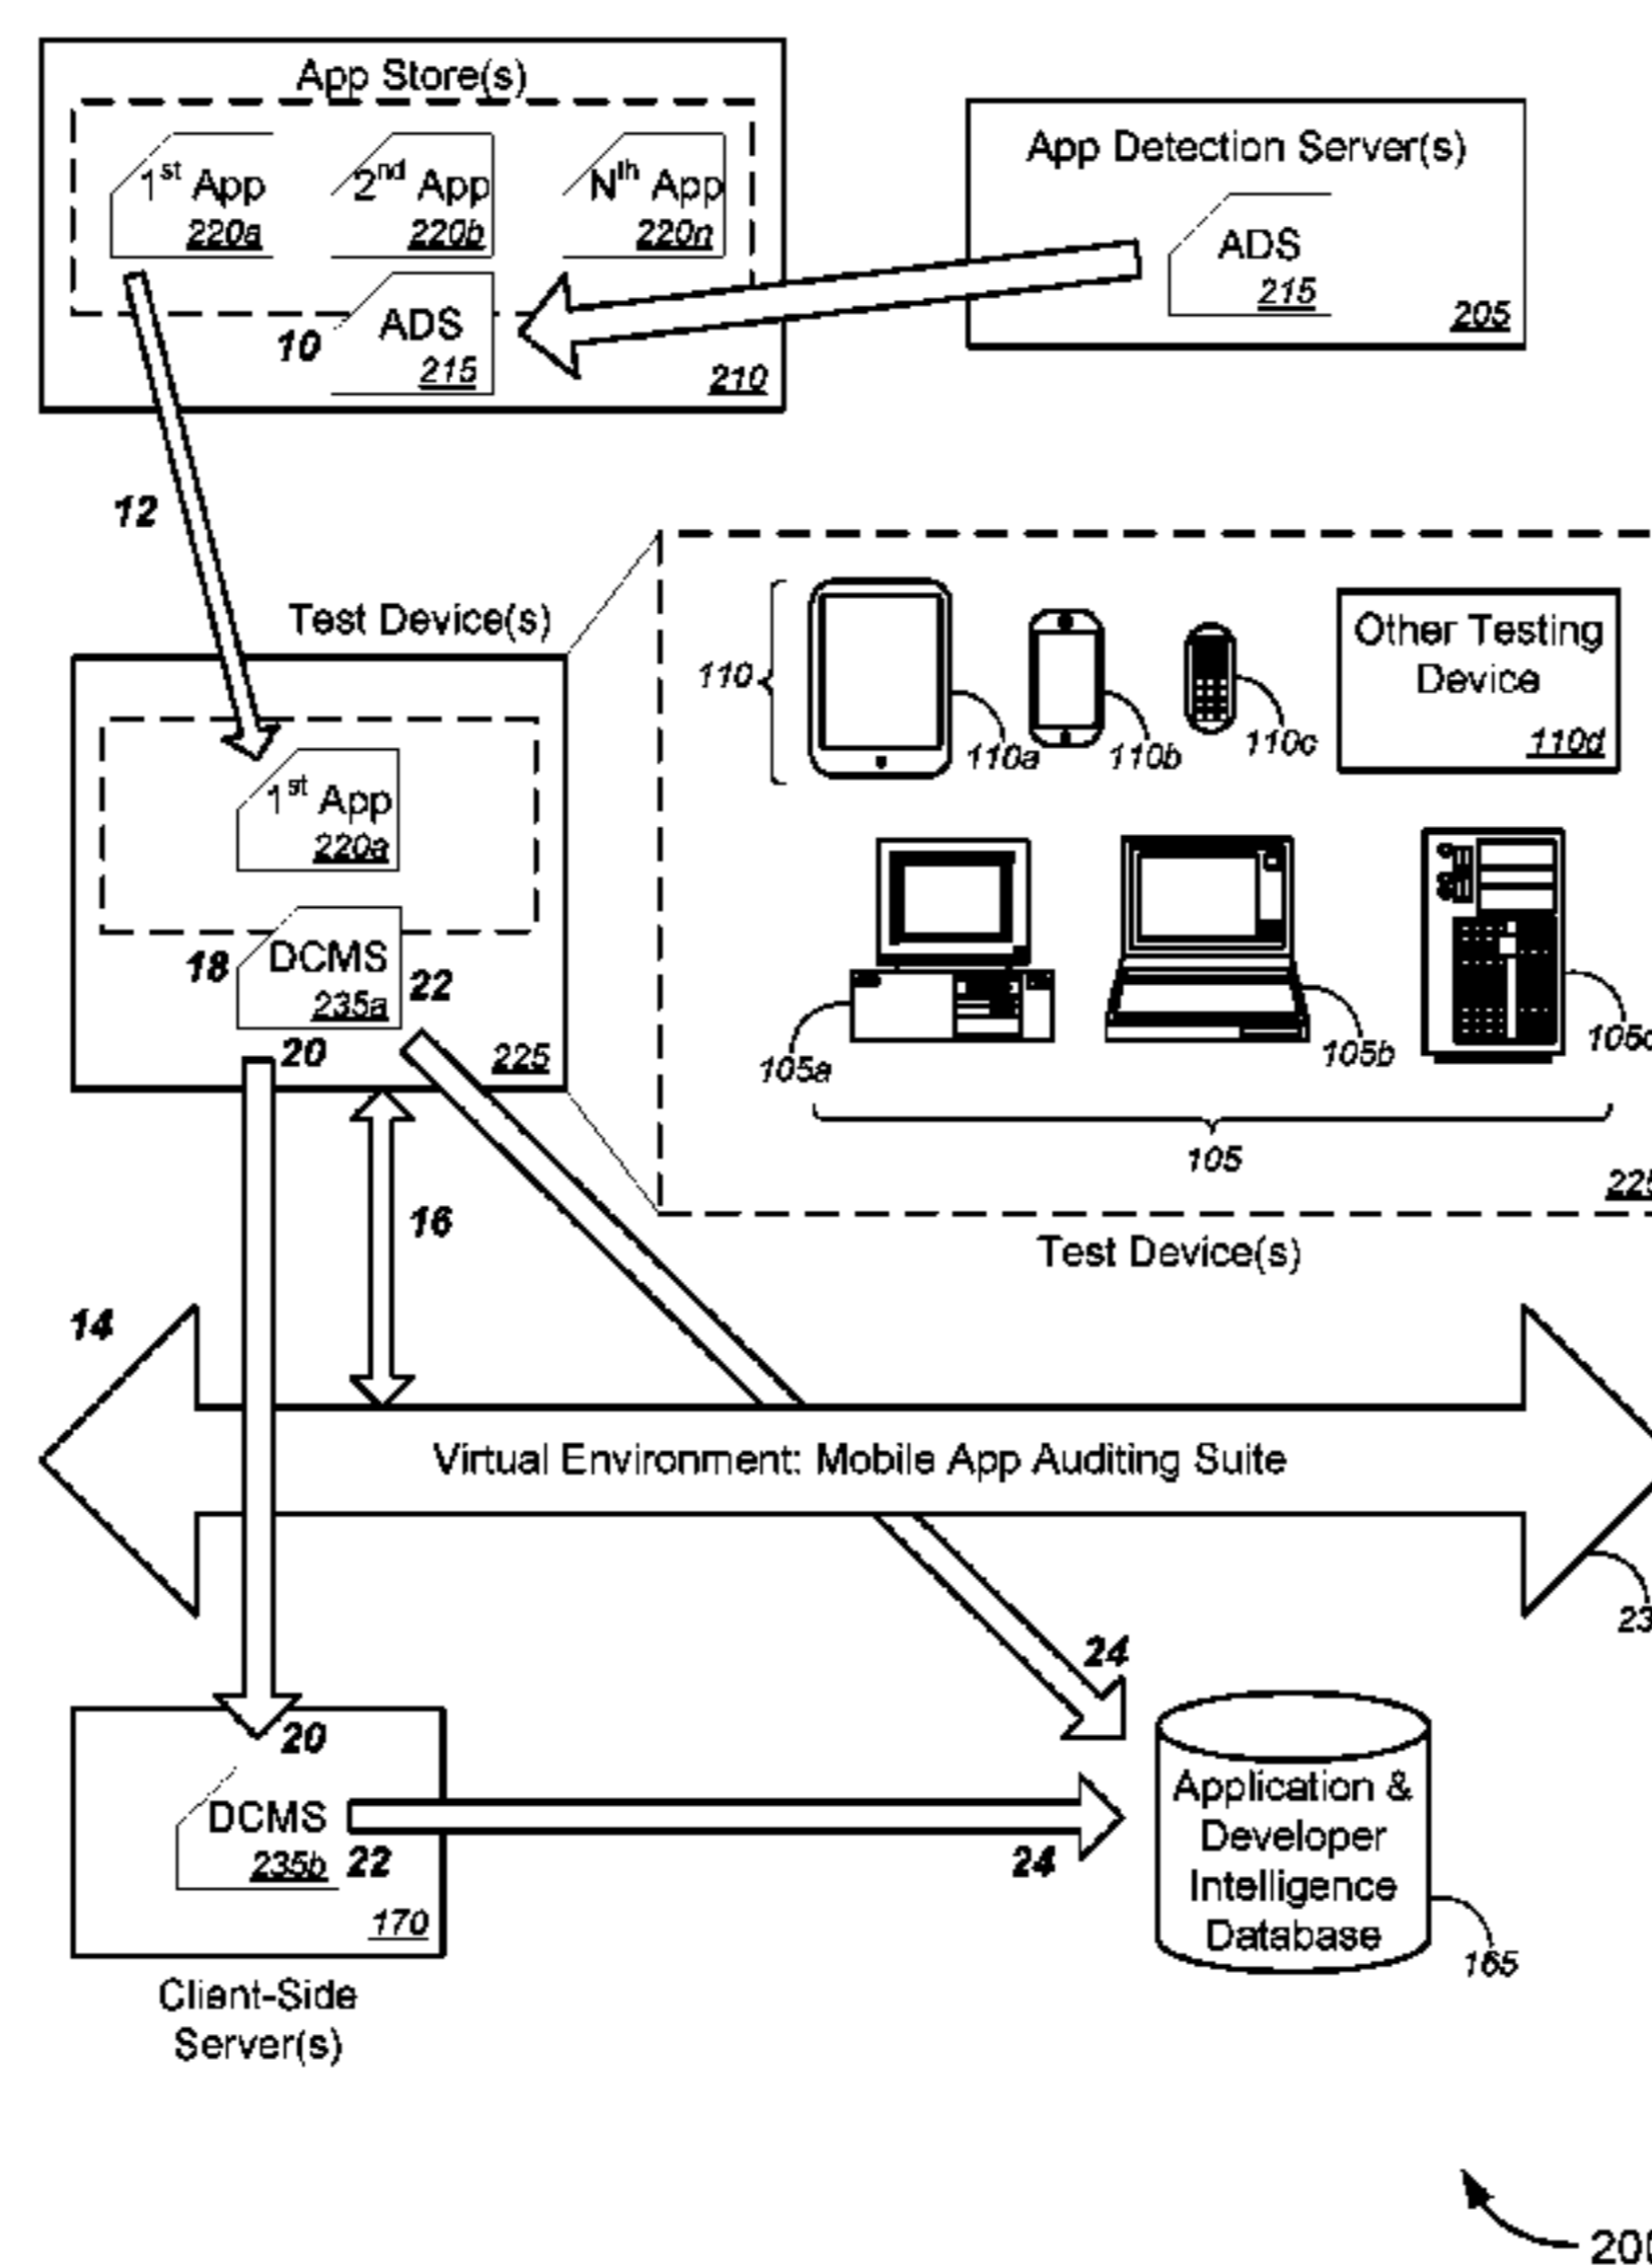 App Store(s)
1st App
220a
2nd App
220b
Nth App
220n
10
ADS
215
210
App Detection Server(s)
ADS
215
205
12
Test Device(s)
1st App
220a
18
DCMS
235a
22
20
225
110
110a
110b
110c
Other Testing
Device
110d
105a
105b
105
Test Device(s)
16
14
Virtual Environment: Mobile App Auditing Suite
20
DCMS
235b
22
170
Client-Side
Server(s)
24
24
Application &
Developer
Intelligence
Database
165